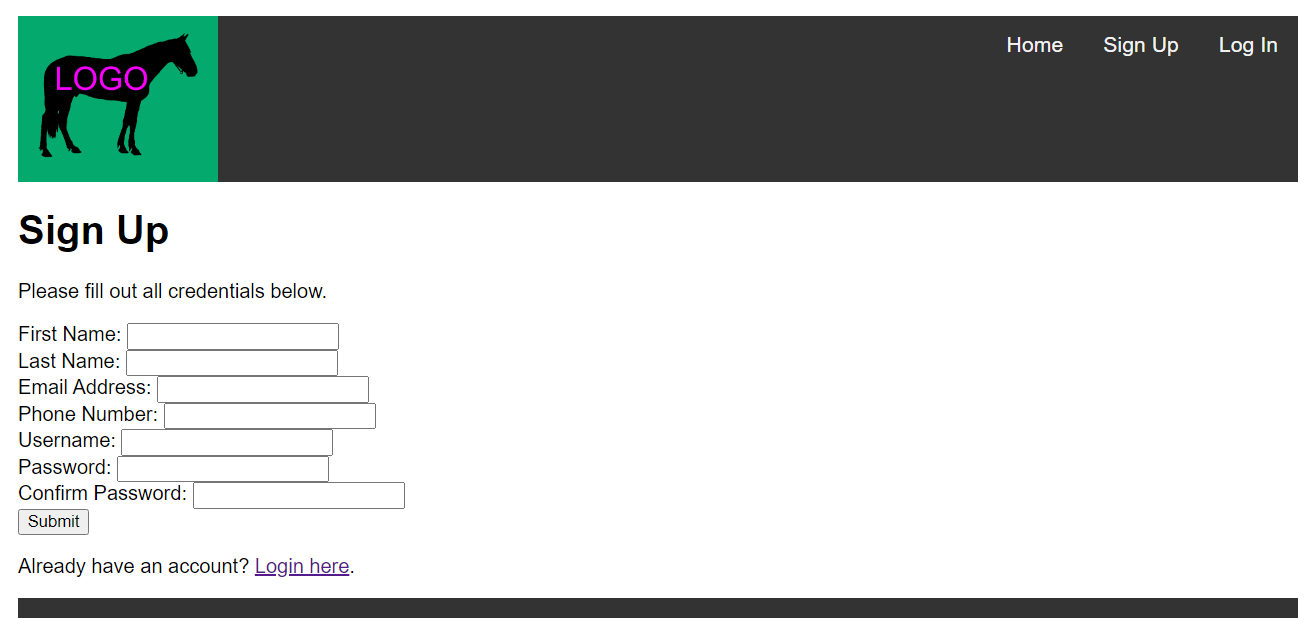 LOGO
Home Sign Up Log In
Sign Up
Please fill out all credentials below.
First Name:
Last Name:
Email Address:
Phone Number:
Username:
Password:
Confirm Password:
Submit
Already have an account? Login here.